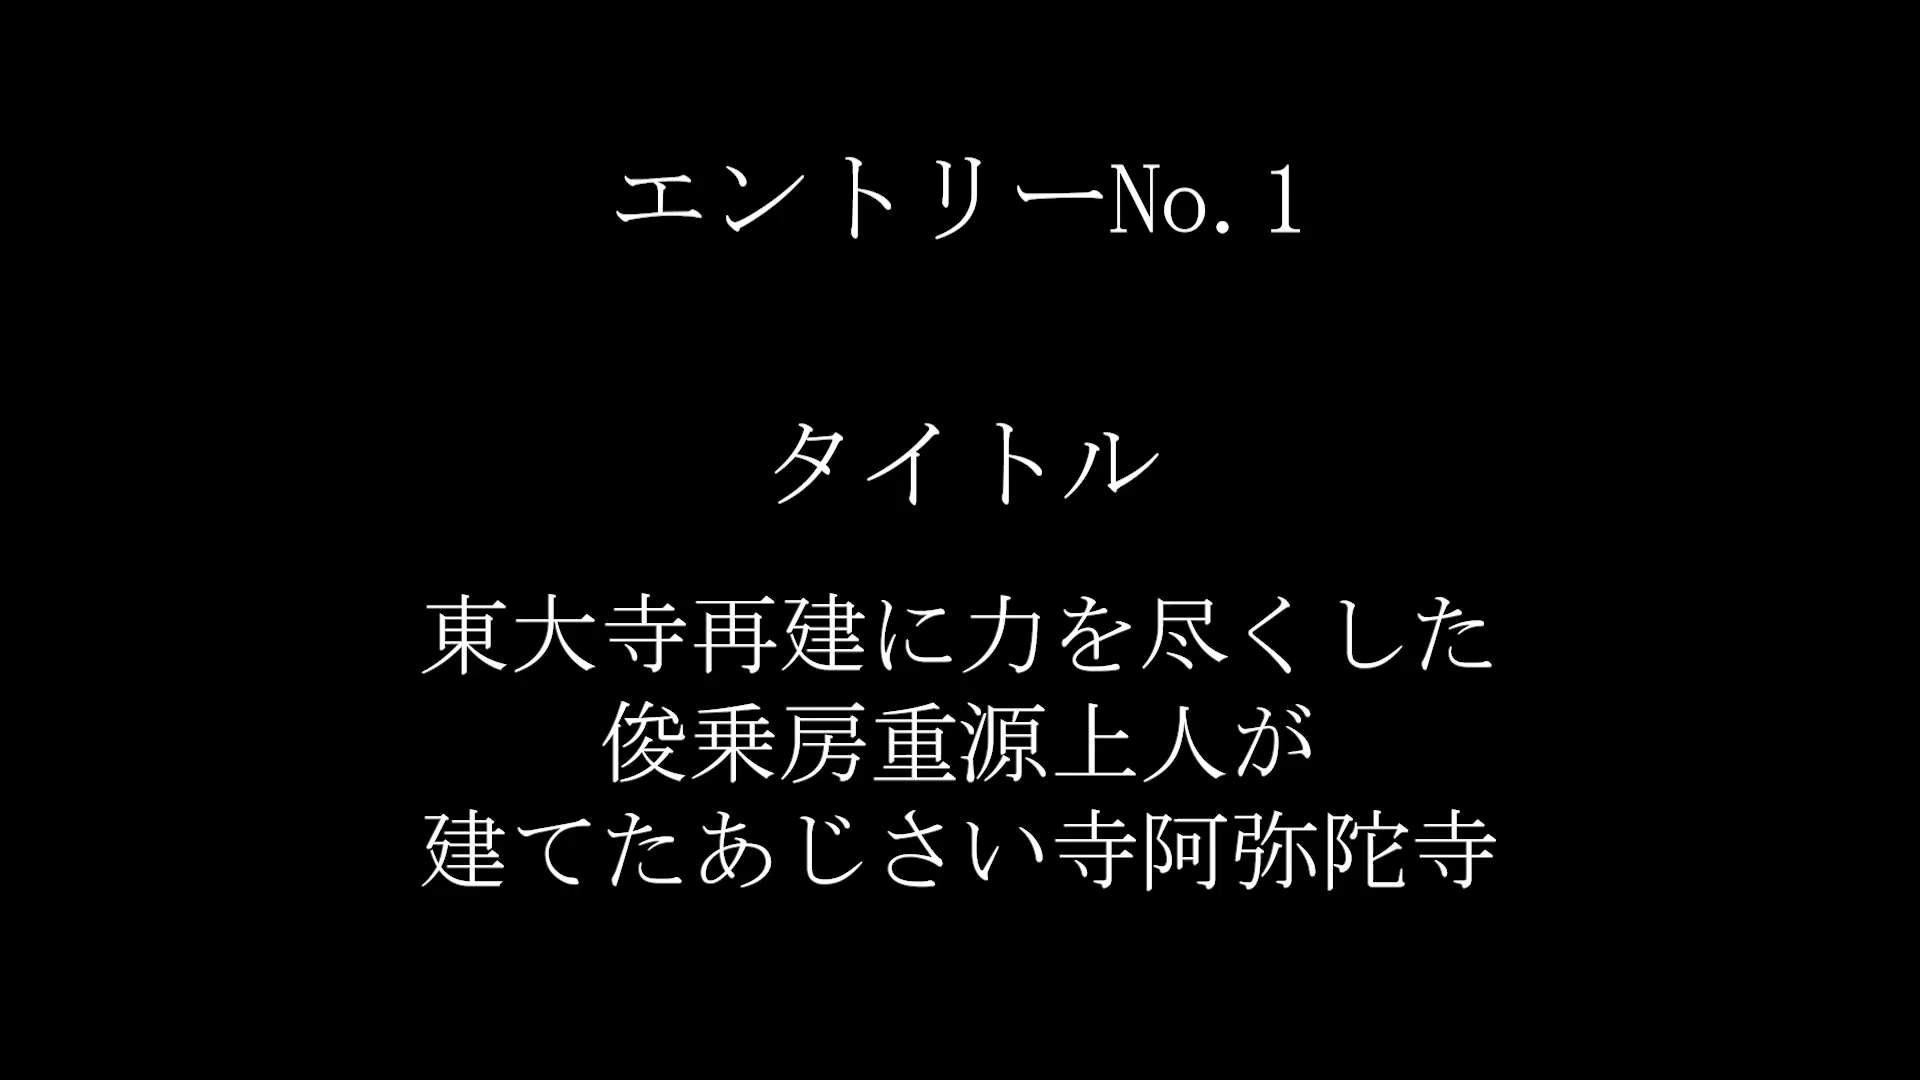 エントリーNo.1
タイトル
東大寺再建に力を尽くした
俊乗房重源上人が
建てたあじさい寺阿弥陀寺